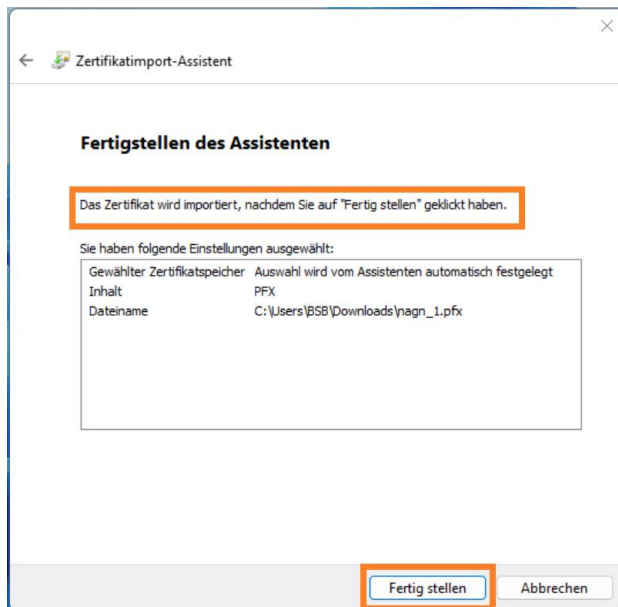 Zertifikatimport-Assistent
Fertigstellen des Assistenten
Das Zertifikat wird importiert, nachdem Sie auf "Fertig stellen" geklickt haben.
Sie haben folgende Einstellungen ausgewählt:
Gewählter Zertifikatspeicher Auswahl wird vom Assistenten automatisch festgelegt
Inhalt PFX
Dateiname C:\Users\BSB\Downloads\nagn_1.pfx
Fertig stellen Abbrechen